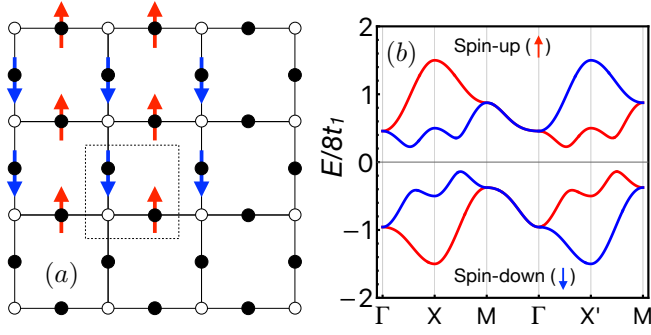 (a)
(b)
Spin-up (↑)
Spin-down (↓)
E/8t₁
2
1
0
−1
−2
Γ X M Γ X' M